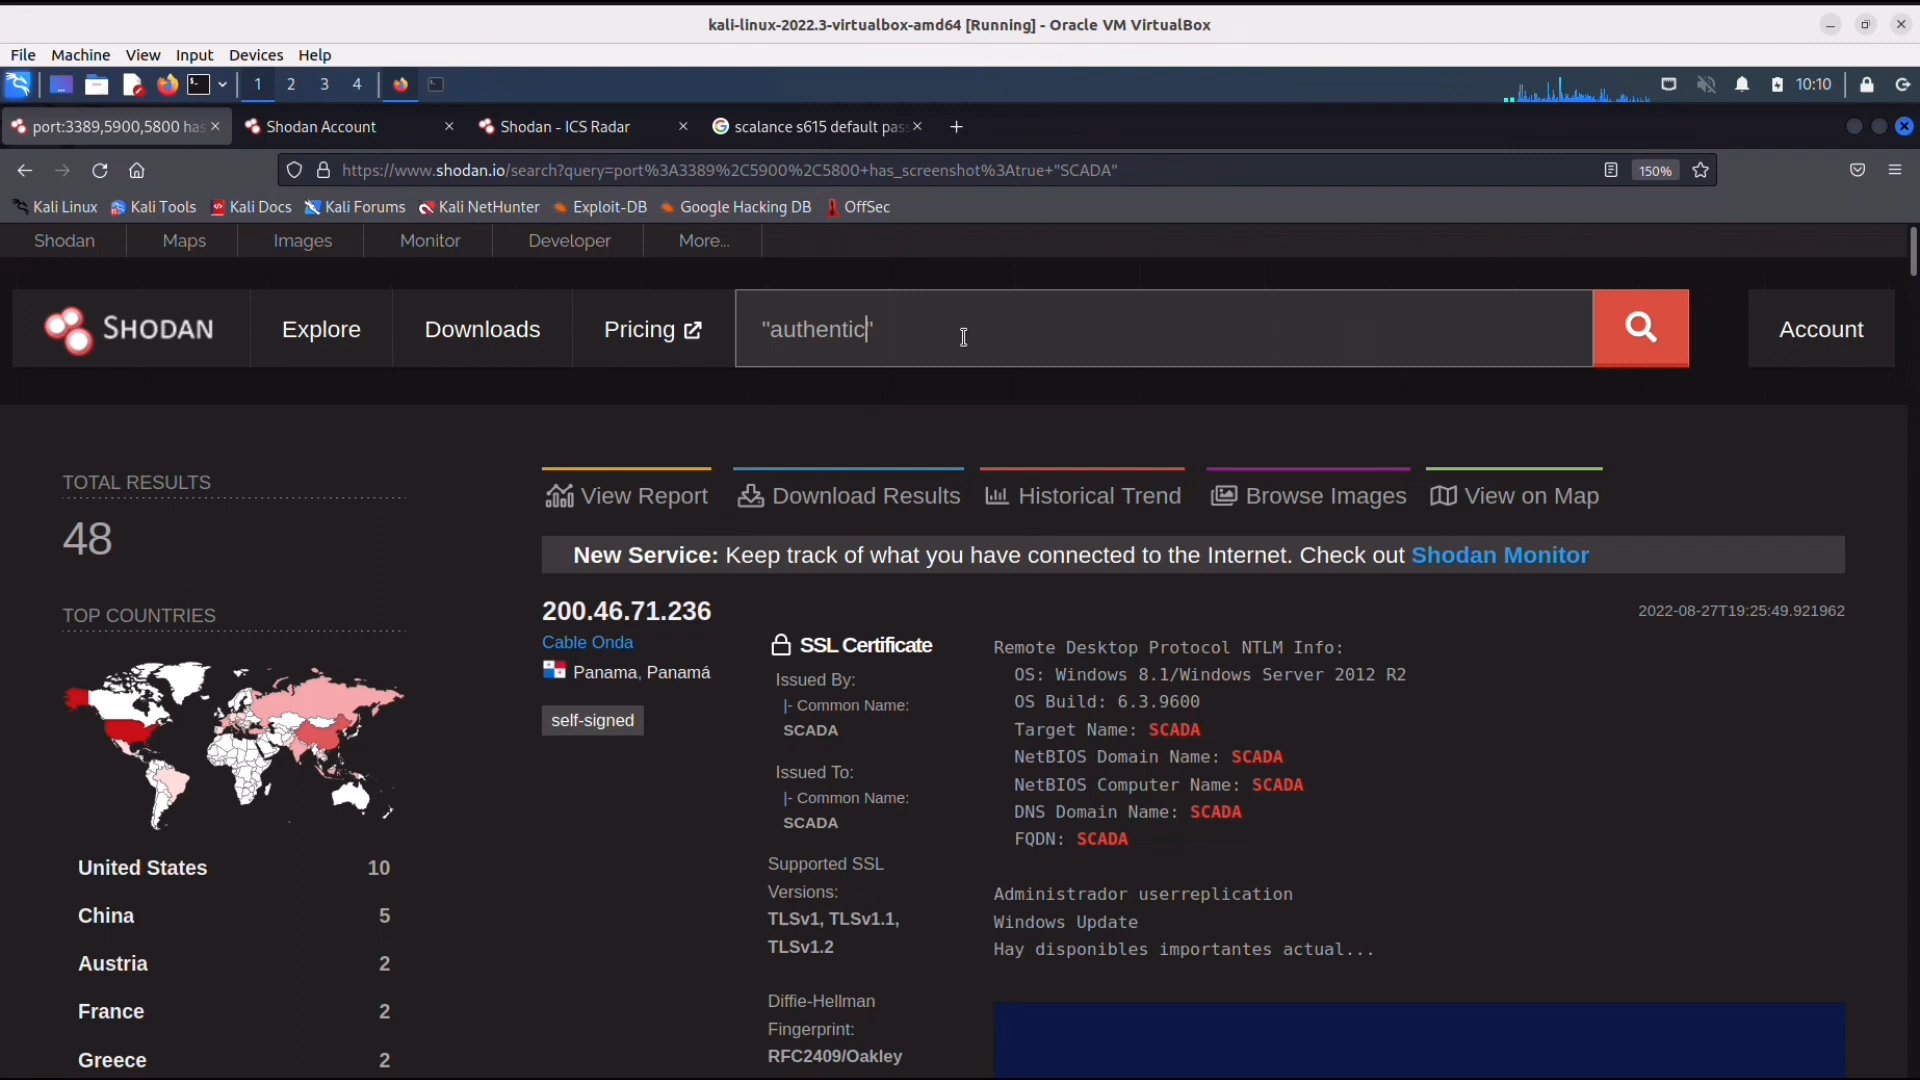 kali-linux-2022.3-virtualbox-amd64 [Running] - Oracle VM VirtualBox
File Machine View Input Devices Help
1 2 3 4 10:10
port:3389,5900,5800 has Shodan Account Shodan - ICS Radar scalance s615 default pas
https://www.shodan.io/search?query=port%3A3389%2C5900%2C5800+has_screenshot%3Atrue+"SCADA" 150%
Kali Linux Kali Tools Kali Docs Kali Forums Kali NetHunter Exploit-DB Google Hacking DB OffSec
Shodan Maps Images Monitor Developer More...
SHODAN Explore Downloads Pricing "authentic" Account
TOTAL RESULTS
48
TOP COUNTRIES
United States 10
China 5
Austria 2
France 2
Greece 2
View Report Download Results Historical Trend Browse Images View on Map
New Service: Keep track of what you have connected to the Internet. Check out Shodan Monitor
200.46.71.236
Cable Onda
Panama, Panamá
self-signed
2022-08-27T19:25:49.921962
SSL Certificate
Issued By:
|- Common Name:
SCADA
Issued To:
|- Common Name:
SCADA
Supported SSL
Versions:
TLSv1, TLSv1.1,
TLSv1.2
Diffie-Hellman
Fingerprint:
RFC2409/Oakley
Remote Desktop Protocol NTLM Info:
OS: Windows 8.1/Windows Server 2012 R2
OS Build: 6.3.9600
Target Name: SCADA
NetBIOS Domain Name: SCADA
NetBIOS Computer Name: SCADA
DNS Domain Name: SCADA
FQDN: SCADA
Administrador userreplication
Windows Update
Hay disponibles importantes actual...